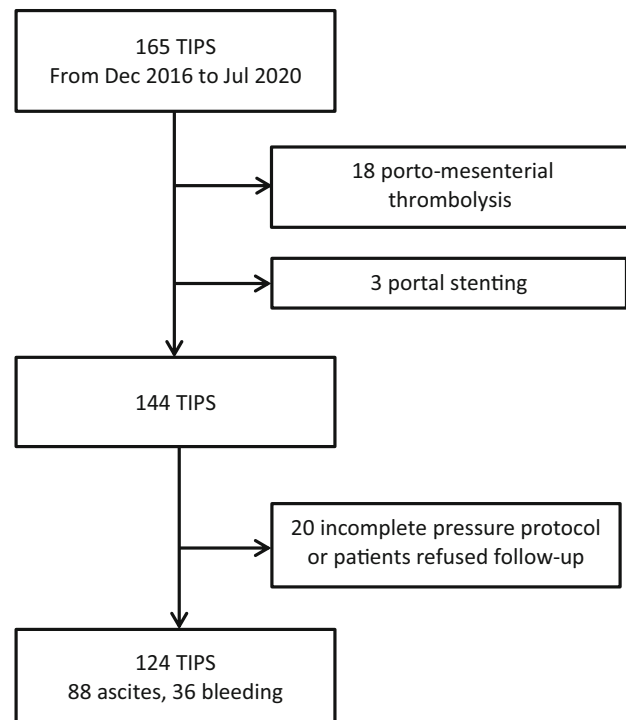 165 TIPS
From Dec 2016 to Jul 2020
18 porto-mesenterial
thrombolysis
3 portal stenting
144 TIPS
20 incomplete pressure protocol
or patients refused follow-up
124 TIPS
88 ascites, 36 bleeding